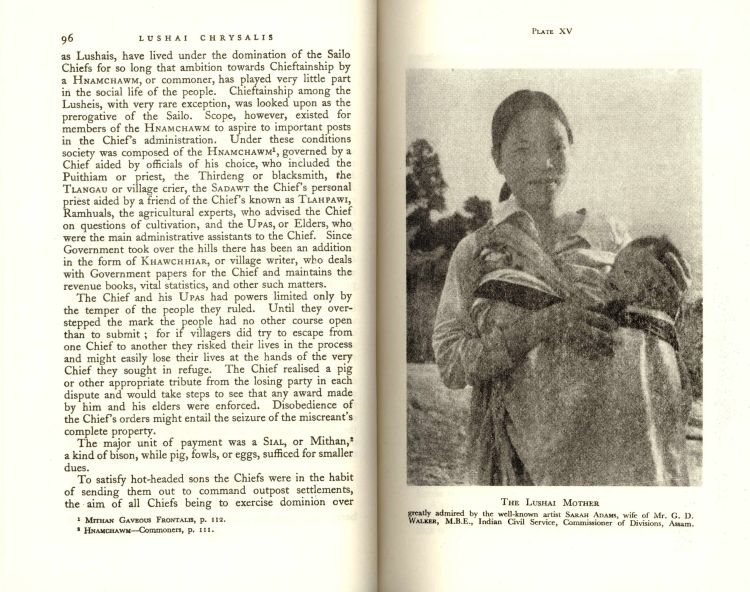 96
LUSHAI CHRYSALIS
as Lushais, have lived under the domination of the Sailo
Chiefs for so long that ambition towards Chieftainship by
a HNAMCHAWM, or commoner, has played very little part
in the social life of the people. Chieftainship among the
Lusheis, with very rare exception, was looked upon as the
prerogative of the Sailo. Scope, however, existed for
members of the HNAMCHAWM to aspire to important posts
in the Chief's administration. Under these conditions
society was composed of the HNAMCHAWM¹, governed by a
Chief aided by officials of his choice, who included the
Puithiam or priest, the Thirdeng or blacksmith, the
TLANGAU or village crier, the SADAWT the Chief's personal
priest aided by a friend of the Chief's known as TLAHPAWI,
Ramhuals, the agricultural experts, who advised the Chief
on questions of cultivation, and the UPAS, or Elders, who
were the main administrative assistants to the Chief. Since
Government took over the hills there has been an addition
in the form of KHAWCHHIAR, or village writer, who deals
with Government papers for the Chief and maintains the
revenue books, vital statistics, and other such matters.
The Chief and his UPAS had powers limited only by
the temper of the people they ruled. Until they over-
stepped the mark the people had no other course open
than to submit ; for if villagers did try to escape from
one Chief to another they risked their lives in the process
and might easily lose their lives at the hands of the very
Chief they sought in refuge. The Chief realised a pig
or other appropriate tribute from the losing party in each
dispute and would take steps to see that any award made
by him and his elders were enforced. Disobedience of
the Chief's orders might entail the seizure of the miscreant's
complete property.
The major unit of payment was a SIAL, or Mithan,²
a kind of bison, while pig, fowls, or eggs, sufficed for smaller
dues.
To satisfy hot-headed sons the Chiefs were in the habit
of sending them out to command outpost settlements,
the aim of all Chiefs being to exercise dominion over
¹ MITHAN GAVEOUS FRONTALIS, p. 112.
² HNAMCHAWM—Commoners, p. 111.
PLATE XV
THE LUSHAI MOTHER
greatly admired by the well-known artist SARAH ADAMS, wife of Mr. G. D.
WALKER, M.B.E., Indian Civil Service, Commissioner of Divisions, Assam.